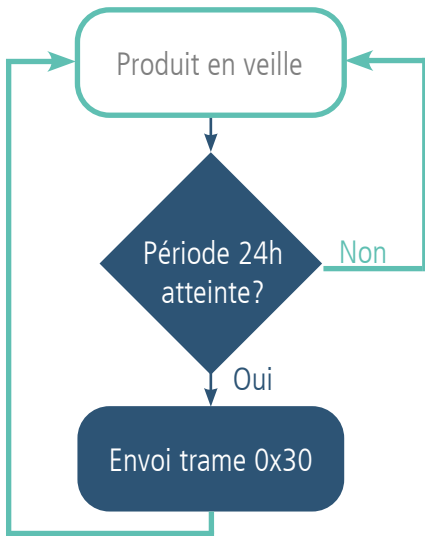 Produit en veille
Période 24h
atteinte?
Non
Oui
Envoi trame 0x30